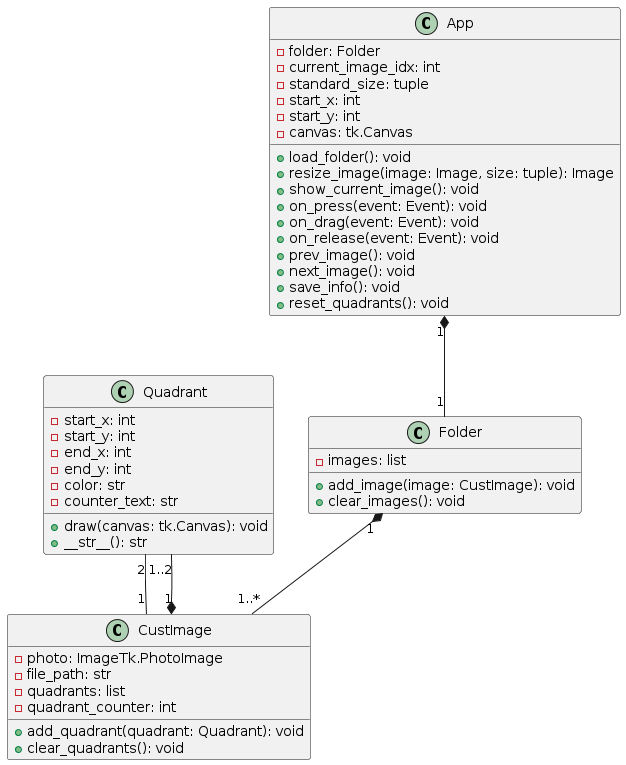 C App
folder: Folder
current_image_idx: int
standard_size: tuple
start_x: int
start_y: int
canvas: tk.Canvas
load_folder(): void
resize_image(image: Image, size: tuple): Image
show_current_image(): void
on_press(event: Event): void
on_drag(event: Event): void
on_release(event: Event): void
prev_image(): void
next_image(): void
save_info(): void
reset_quadrants(): void
1
1
C Quadrant
start_x: int
start_y: int
end_x: int
end_y: int
color: str
counter_text: str
draw(canvas: tk.Canvas): void
__str__(): str
C Folder
images: list
add_image(image: CustImage): void
clear_images(): void
1
2
1..2
1
1
1..*
C CustImage
photo: ImageTk.PhotoImage
file_path: str
quadrants: list
quadrant_counter: int
add_quadrant(quadrant: Quadrant): void
clear_quadrants(): void